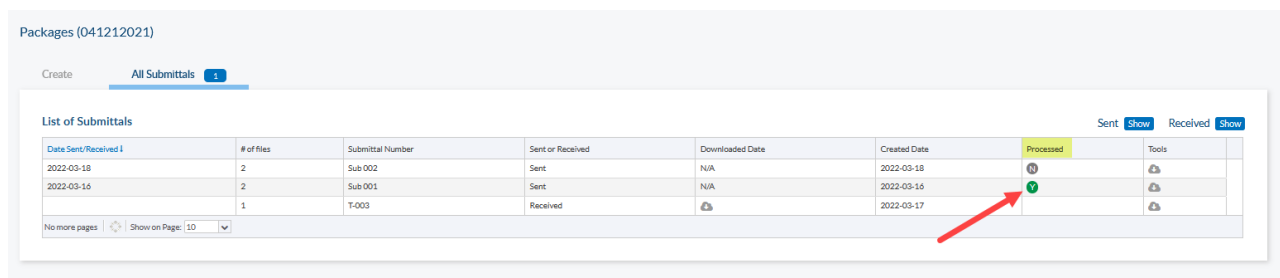 Packages (041212021)
Create All Submittals 1
List of Submittals Sent Show Received Show
Date Sent/Received↓ # of files Submittal Number Sent or Received Downloaded Date Created Date Processed Tools
2022-03-18 2 Sub 002 Sent N/A 2022-03-18 N
2022-03-16 2 Sub 001 Sent N/A 2022-03-16 Y
1 T-003 Received 2022-03-17
No more pages Show on Page: 10